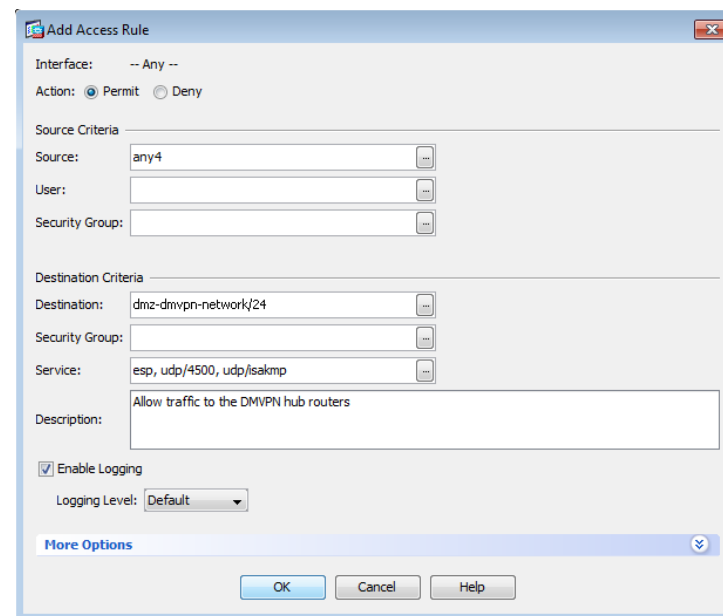 Add Access Rule
Interface: -- Any --
Action: Permit Deny
Source Criteria
Source: any4 ...
User: ...
Security Group: ...
Destination Criteria
Destination: dmz-dmvpn-network/24 ...
Security Group: ...
Service: esp, udp/4500, udp/isakmp ...
Description: Allow traffic to the DMVPN hub routers
Enable Logging
Logging Level: Default
More Options
OK Cancel Help